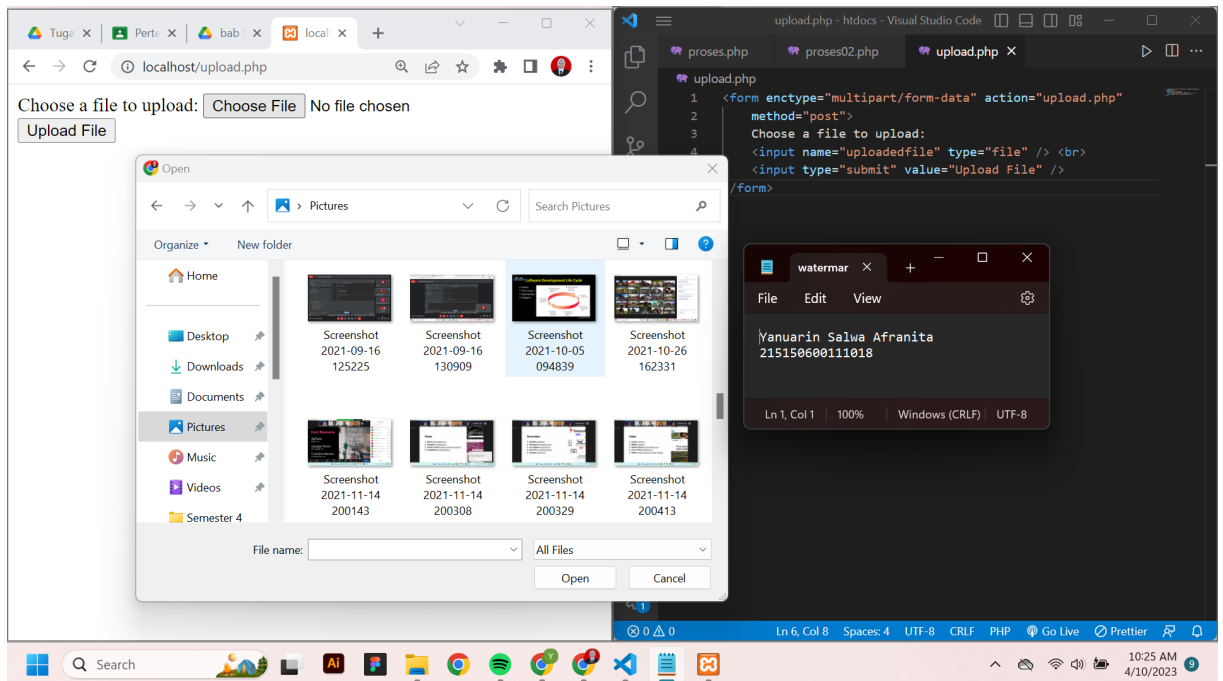 Tuga
Perte
bab
local
localhost/upload.php
Choose a file to upload: Choose File No file chosen
Upload File
Open
Pictures
Search Pictures
Organize
New folder
Home
Desktop
Downloads
Documents
Pictures
Music
Videos
Semester 4
Screenshot
2021-09-16
125225
Screenshot
2021-09-16
130909
Screenshot
2021-10-05
094839
Screenshot
2021-10-26
162331
Screenshot
2021-11-14
200143
Screenshot
2021-11-14
200308
Screenshot
2021-11-14
200329
Screenshot
2021-11-14
200413
File name:
All Files
Open
Cancel
upload.php - htdocs - Visual Studio Code
proses.php
proses02.php
upload.php
upload.php
1 <form enctype="multipart/form-data" action="upload.php"
2 method="post">
3 Choose a file to upload:
4 <input name="uploadedfile" type="file" /> <br>
<input type="submit" value="Upload File" />
/form>
watermar
File
Edit
View
Yanuarin Salwa Afranita
215150600111018
Ln 1, Col 1
100%
Windows (CRLF)
UTF-8
1
0
0
Ln 6, Col 8
Spaces: 4
UTF-8
CRLF
PHP
Go Live
Prettier
Search
Ai
Y
10:25 AM
4/10/2023
9